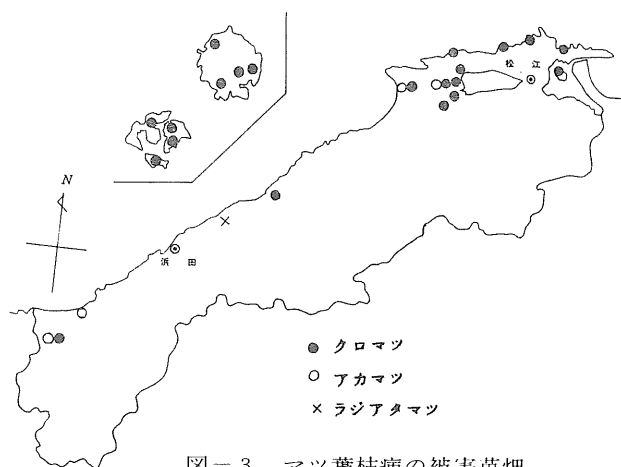 松江
N
浜田
クロマツ
アカマツ
× ラジアタマツ
図－3 マツ葉枯病の被害苗畑